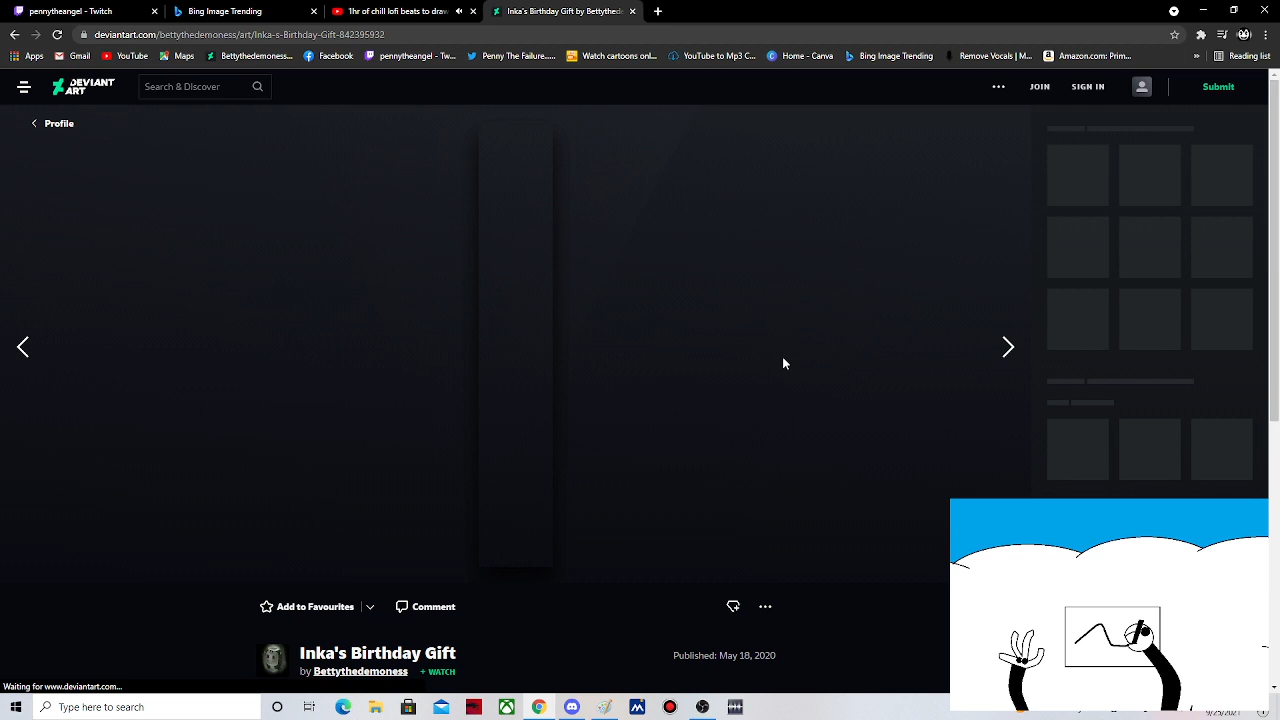 pennytheangel - Twitch
Bing Image Trending
1hr of chill lofi beats to draw
Inka's Birthday Gift by Bettythede
deviantart.com/bettythedemoness/art/Inka-s-Birthday-Gift-842395932
Apps
Gmail
YouTube
Maps
Bettythedemoness -...
Facebook
pennytheangel - Tw...
Penny The Failure....
Watch cartoons onl...
YouTube to Mp3 C...
Home - Canva
Bing Image Trending
Remove Vocals | M...
Amazon.com: Prim...
»
Reading list
DEVIANT
ART
Search & Discover
JOIN
SIGN IN
Submit
Profile
Add to Favourites
Comment
Inka's Birthday Gift
Published: May 18, 2020
by Bettythedemoness
+ WATCH
Waiting for www.deviantart.com...
Type here to search